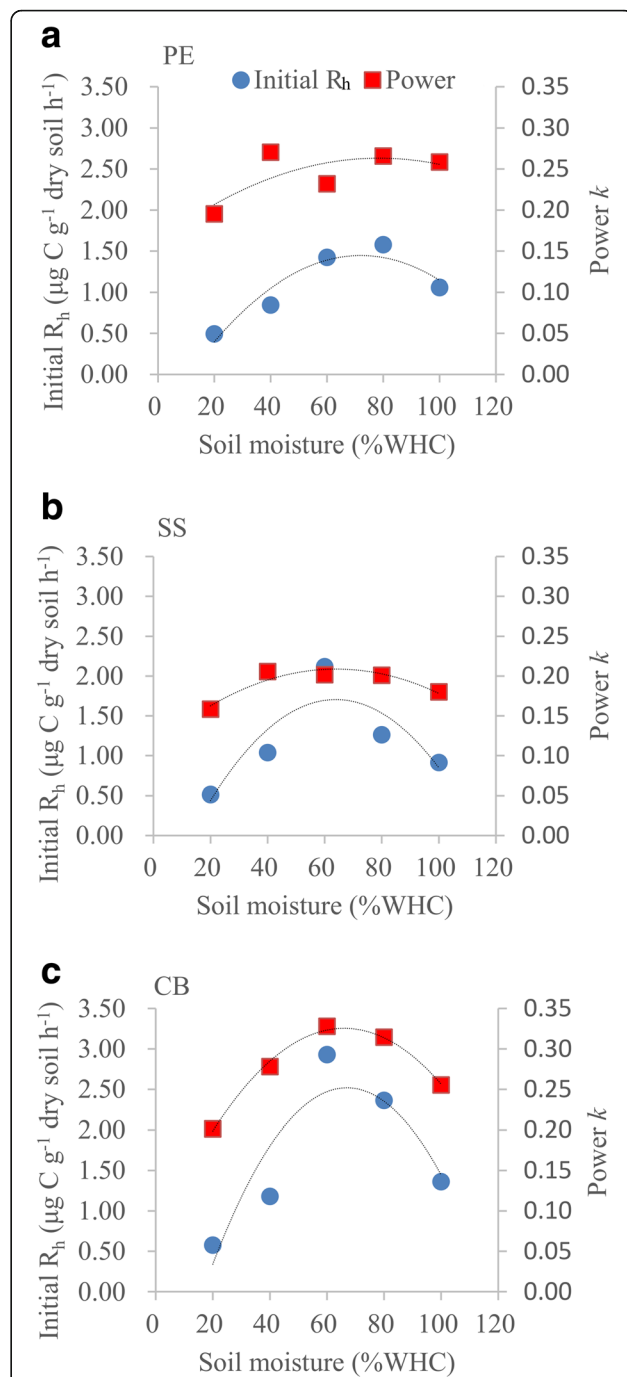 a
PE
Initial Rh
Power
3.50
3.00
2.50
2.00
1.50
1.00
0.50
0.00
0.35
0.30
0.25
0.20
0.15
0.10
0.05
0.00
0 20 40 60 80 100 120
Initial Rh (µg C g-1 dry soil h-1)
Power k
Soil moisture (%WHC)
b
SS
3.50
3.00
2.50
2.00
1.50
1.00
0.50
0.00
0.35
0.30
0.25
0.20
0.15
0.10
0.05
0.00
0 20 40 60 80 100 120
Initial Rh (µg C g-1 dry soil h-1)
Power k
Soil moisture (%WHC)
c
CB
3.50
3.00
2.50
2.00
1.50
1.00
0.50
0.00
0.35
0.30
0.25
0.20
0.15
0.10
0.05
0.00
0 20 40 60 80 100 120
Initial Rh (µg C g-1 dry soil h-1)
Power k
Soil moisture (%WHC)